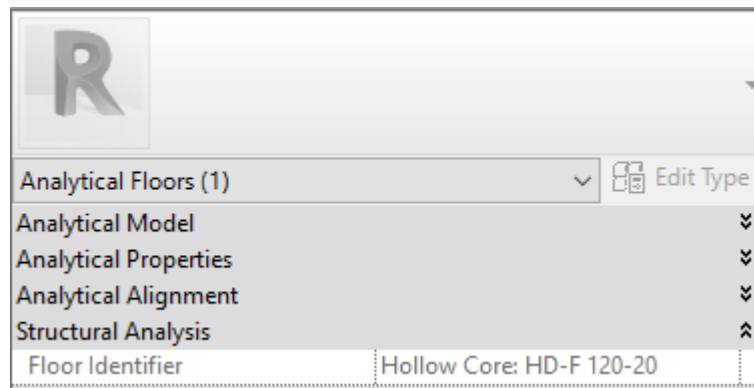 R
Analytical Floors (1)
Edit Type
Analytical Model
Analytical Properties
Analytical Alignment
Structural Analysis
Floor Identifier
Hollow Core: HD-F 120-20